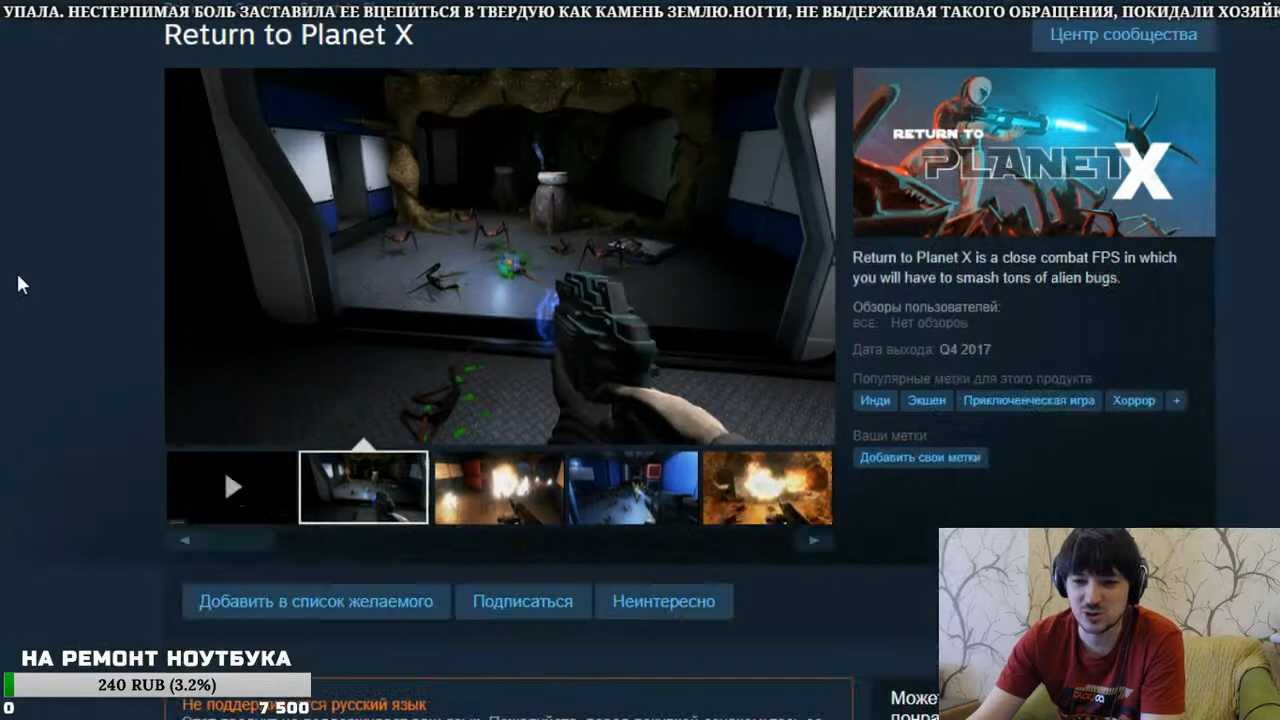 УПАЛА. НЕСТЕРПИМАЯ БОЛЬ ЗАСТАВИЛА ЕЕ ВЦЕПИТЬСЯ В ТВЕРДУЮ КАК КАМЕНЬ ЗЕМЛЮ.НОГТИ, НЕ ВЫДЕРЖИВАЯ ТАКОГО ОБРАЩЕНИЯ, ПОКИДАЛИ ХОЗЯЙК
Return to Planet X
Центр сообщества
RETURN TO
PLANET X
Return to Planet X is a close combat FPS in which
you will have to smash tons of alien bugs.
Обзоры пользователей:
ВСЕ: Нет обзоров
Дата выхода: Q4 2017
Популярные метки для этого продукта:
Инди Экшен Приключенческая игра Хоррор +
Ваши метки
Добавить свои метки
Добавить в список желаемого Подписаться Неинтересно
НА РЕМОНТ НОУТБУКА
240 RUB (3.2%)
0 7 500
Не поддерживается русский язык
Может